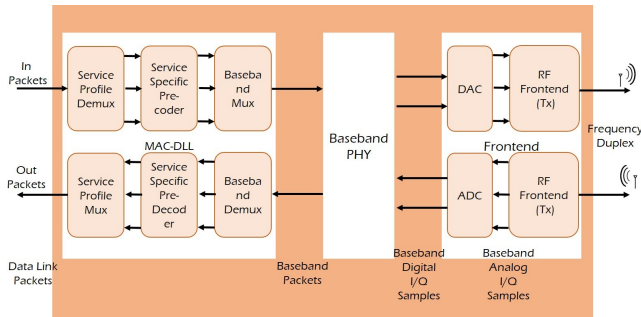 In
Packets
Service
Profile
Demux
Service
Specific
Pre-
coder
Baseba
nd
Mux
MAC-DLL
Out
Packets
Service
Profile
Mux
Service
Specific
Pre-
Decod
er
Baseba
nd
Demux
Baseband
PHY
DAC
RF
Frontend
(Tx)
Frontend
ADC
RF
Frontend
(Tx)
Frequency
Duplex
Data Link
Packets
Baseband
Packets
Baseband
Digital
I/Q
Samples
Baseband
Analog
I/Q
Samples